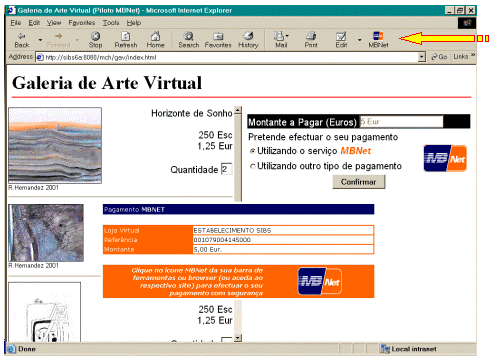 Galeria de Arte Virtual (Piloto MBNet) - Microsoft Internet Explorer
File Edit View Favorites Tools Help
Back Forward Stop Refresh Home Search Favorites History Mail Print Edit MBNet
Address http://sibs6a:8080/mch/gav/index.html Go Links »
Galeria de Arte Virtual
Horizonte de Sonho
250 Esc
1,25 Eur
Quantidade 2
R.Hernandez 2001
Montante a Pagar (Euros) 5 Eur
Pretende efectuar o seu pagamento
Utilizando o serviço MBNet
Utilizando outro tipo de pagamento
MB Net
Confirmar
Pagamento MBNET
Loja Virtual ESTABELECIMENTO SIBS
Referência 001079004145000
Montante 5,00 Eur.
R.Hernandez 2001
Clique no ícone MBNet da sua barra de
ferramentas ou browser (ou aceda ao
respectivo site) para efectuar o seu
pagamento com segurança
MB Net
250 Esc
1,25 Eur
Quantidade
Done Local intranet